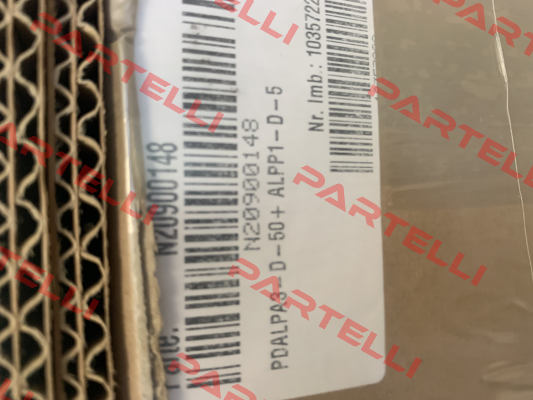 Nr. Imb.: 1035722
N20900148
N20900148
PDALPA3-D-50+ ALPP1-D-5
PARTELLI
PARTELLI
PARTELLI
PARTELLI
PARTELLI
PARTELLI